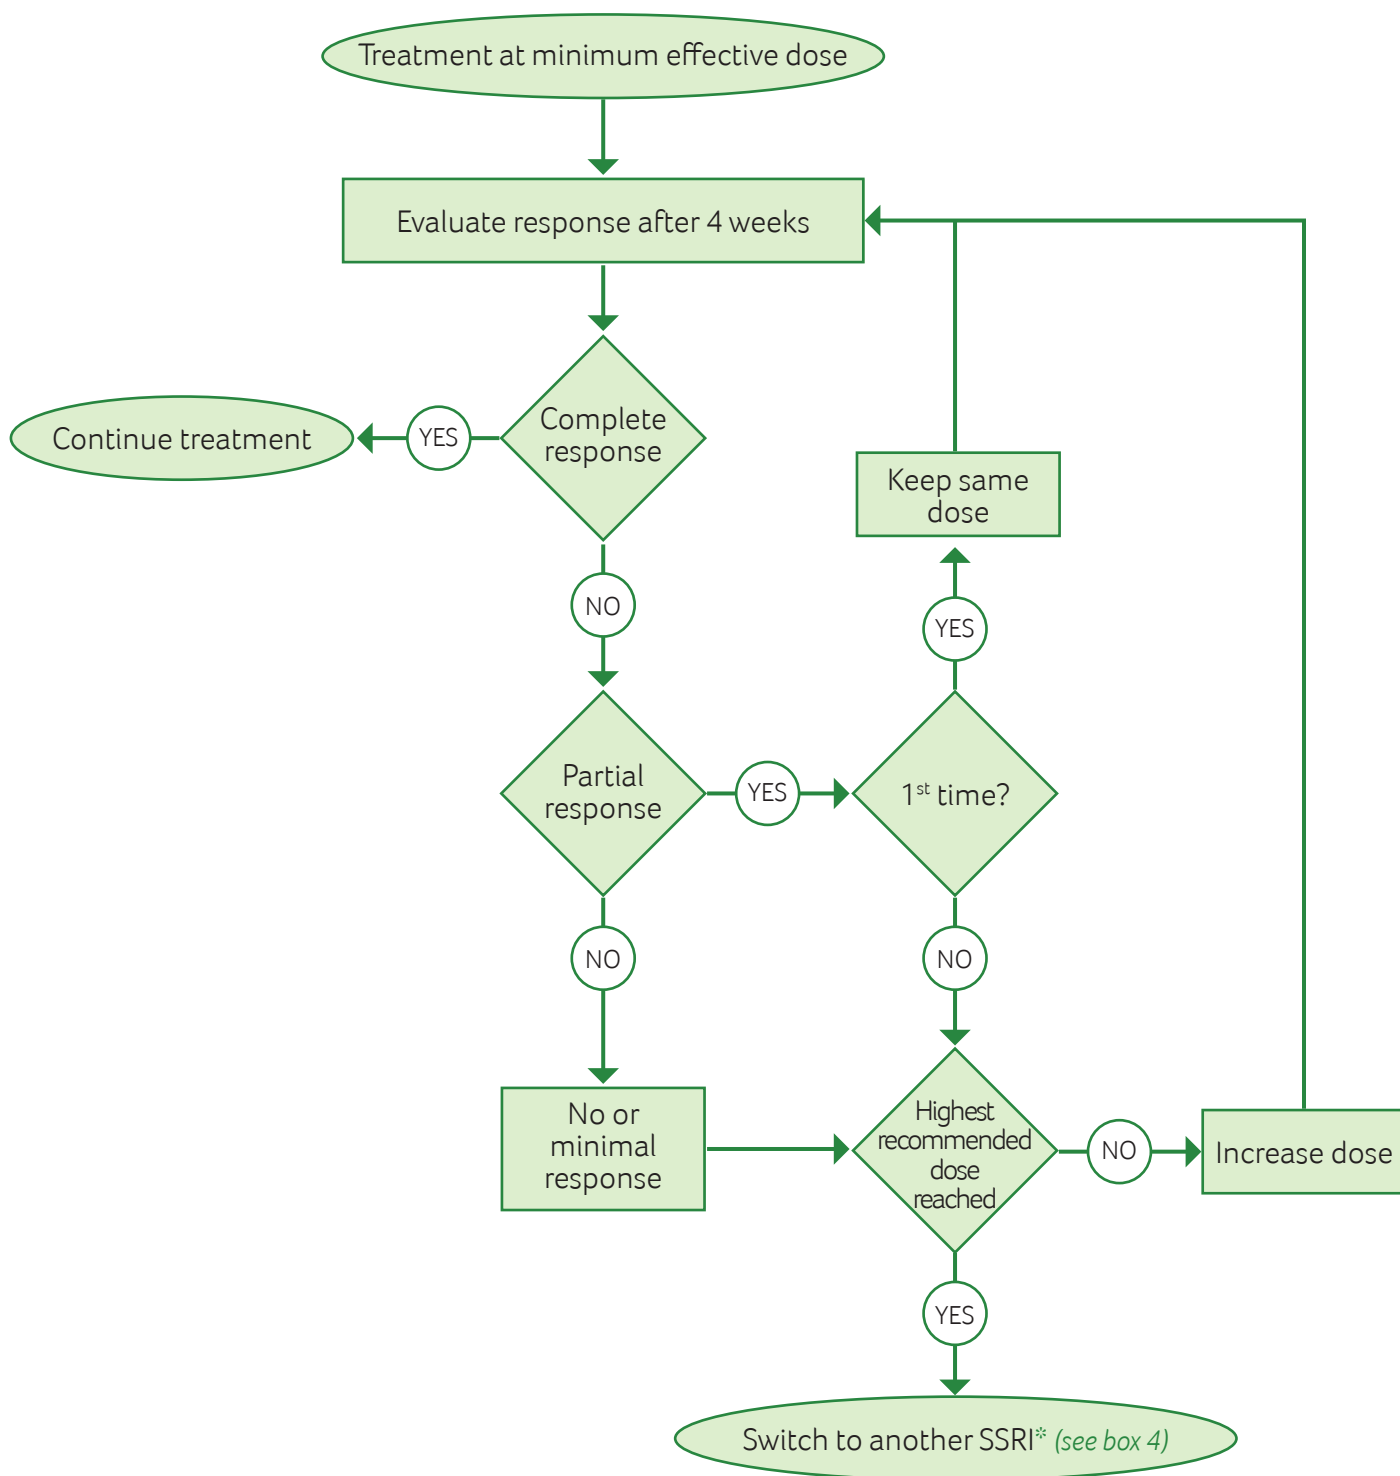 Treatment at minimum effective dose
Evaluate response after 4 weeks
Complete
response
YES
Continue treatment
Keep same
dose
NO
YES
Partial
response
YES
1st time?
NO
NO
No or
minimal
response
Highest
recommended
dose
reached
NO
Increase dose
YES
Switch to another SSRI* (see box 4)